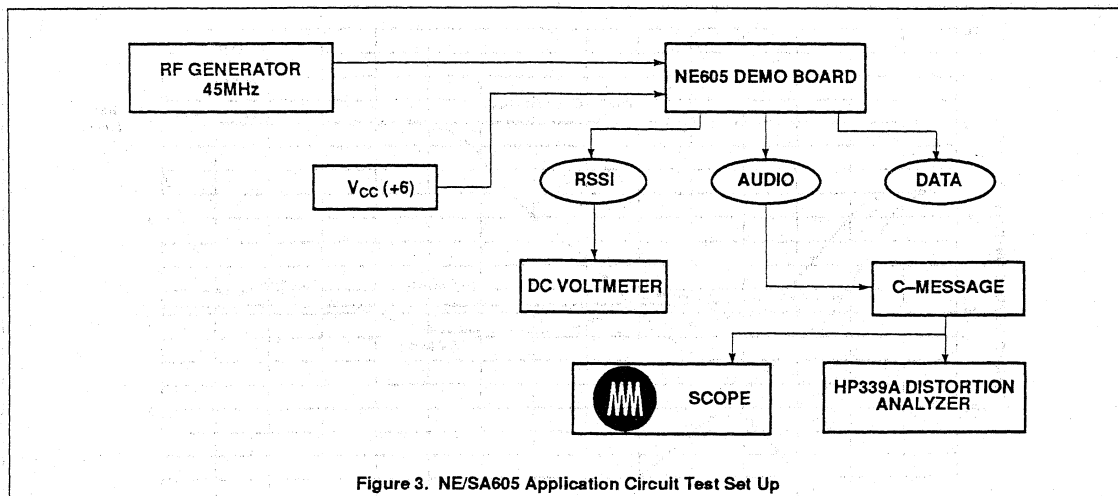 RF GENERATOR
45MHz
NE605 DEMO BOARD
VCC (+6)
RSSI
AUDIO
DATA
DC VOLTMETER
C–MESSAGE
SCOPE
HP339A DISTORTION
ANALYZER
Figure 3. NE/SA605 Application Circuit Test Set Up